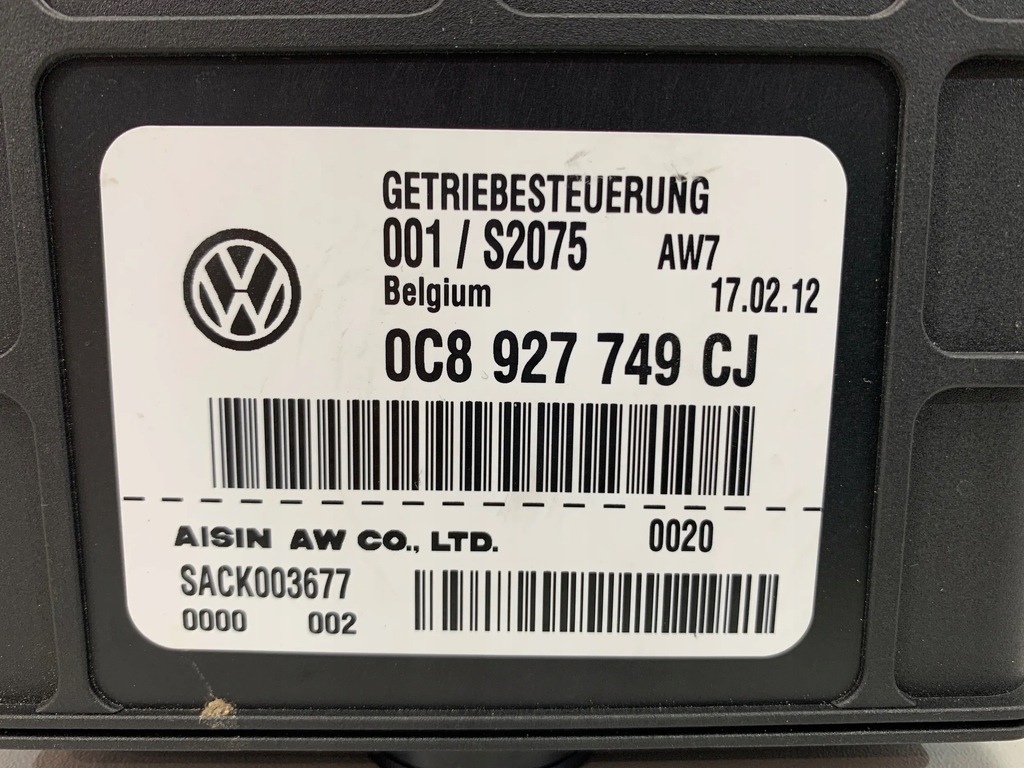 GETRIEBESTEUERUNG
001 / S2075 AW7
Belgium 17.02.12
0C8 927 749 CJ
AISIN AW CO., LTD. 0020
SACK003677
0000 002